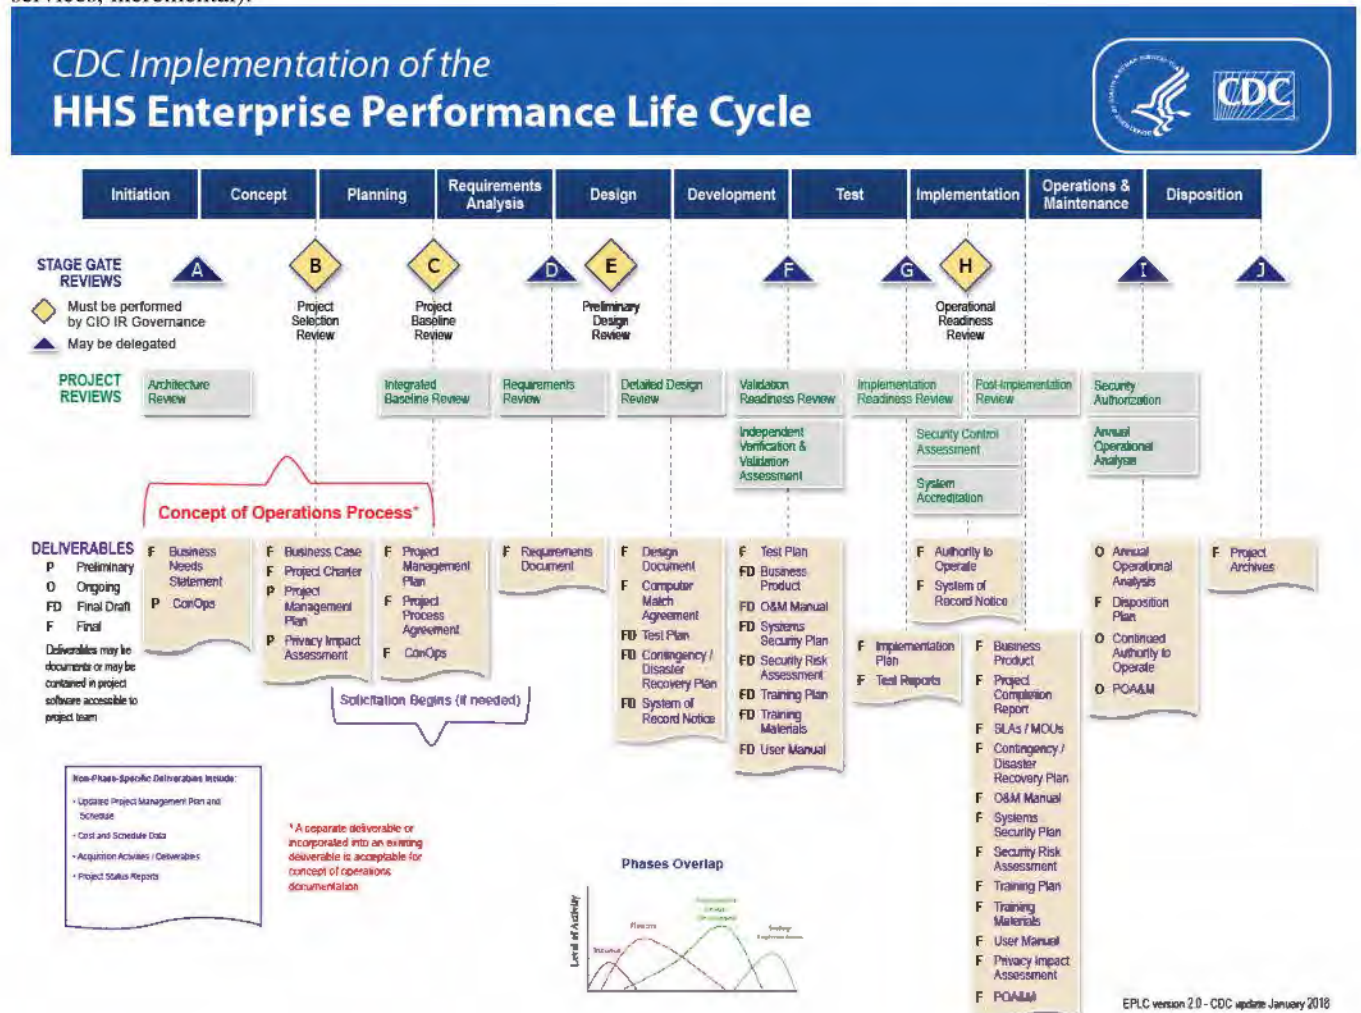 services, incremental).
CDC Implementation of the
HHS Enterprise Performance Life Cycle
CDC
Initiation
Concept
Planning
Requirements
Analysis
Design
Development
Test
Implementation
Operations &
Maintenance
Disposition
STAGE GATE
REVIEWS
Must be performed
by CIO IR Governance
May be delegated
A
B
Project
Selection
Review
C
Project
Baseline
Review
D
E
Preliminary
Design
Review
F
G
H
Operational
Readiness
Review
I
J
PROJECT
REVIEWS
Architecture
Review
Integrated
Baseline Review
Requirements
Review
Detailed Design
Review
Validation
Readiness Review
Independent
Verification &
Validation
Assessment
Implementation
Readiness Review
Security Control
Assessment
System
Accreditation
Post-Implementation
Review
Security
Authorization
Annual
Operational
Analysis
Concept of Operations Process*
DELIVERABLES
P Preliminary
O Ongoing
FD Final Draft
F Final
Deliverables may be
documents or may be
contained in project
software accessible to
project team
F Business
Needs
Statement
P ConOps
F Business Case
F Project Charter
P Project
Management
Plan
P Privacy Impact
Assessment
F Project
Management
Plan
F Project
Process
Agreement
F ConOps
Solicitation Begins (if needed)
F Requirements
Document
F Design
Document
F Computer
Match
Agreement
FD Test Plan
FD Contingency /
Disaster
Recovery Plan
FD System of
Record Notice
F Test Plan
FD Business
Product
FD O&M Manual
FD Systems
Security Plan
FD Security Risk
Assessment
FD Training Plan
FD Training
Materials
FD User Manual
F Implementation
Plan
F Test Reports
F Authority to
Operate
F System of
Record Notice
F Business
Product
F Project
Completion
Report
F SLAs / MOUs
F Contingency /
Disaster
Recovery Plan
F O&M Manual
F Systems
Security Plan
F Security Risk
Assessment
F Training Plan
F Training
Materials
F User Manual
F Privacy Impact
Assessment
F POA&M
O Annual
Operational
Analysis
F Disposition
Plan
O Continued
Authority to
Operate
O POA&M
F Project
Archives
Non-Phase-Specific Deliverables Include:
• Updated Project Management Plan and
Schedule
• Cost and Schedule Data
• Acquisition Activities / Deliverables
• Project Status Reports
* A separate deliverable or
incorporated into an existing
deliverable is acceptable for
concept of operations
documentation
Phases Overlap
Level of Activity
EPLC version 2.0 - CDC update January 2018